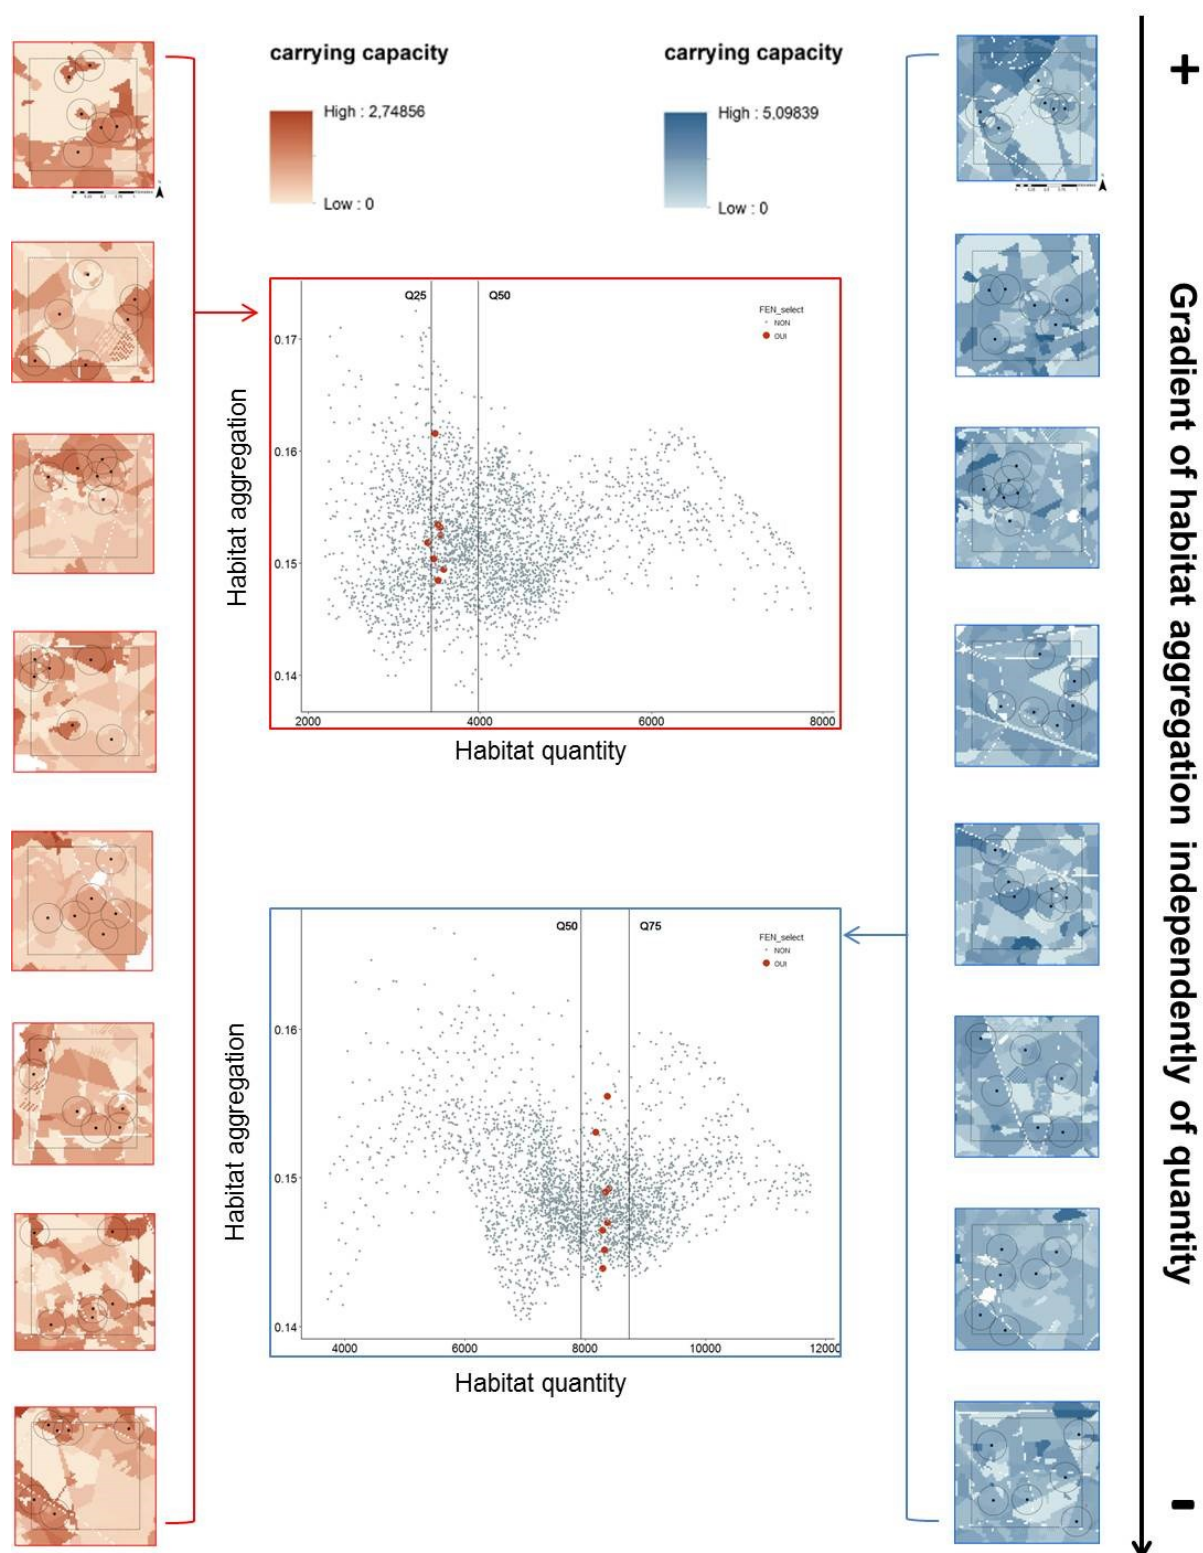 carrying capacity
High : 2,74856
Low : 0
carrying capacity
High : 5,09839
Low : 0
+
Gradient of habitat aggregation independently of quantity
-
Q25
Q50
FEN_select
NON
OUI
0.17
0.16
0.15
0.14
2000
4000
6000
8000
Habitat aggregation
Habitat quantity
Q50
Q75
FEN_select
NON
OUI
0.16
0.15
0.14
4000
6000
8000
10000
12000
Habitat aggregation
Habitat quantity